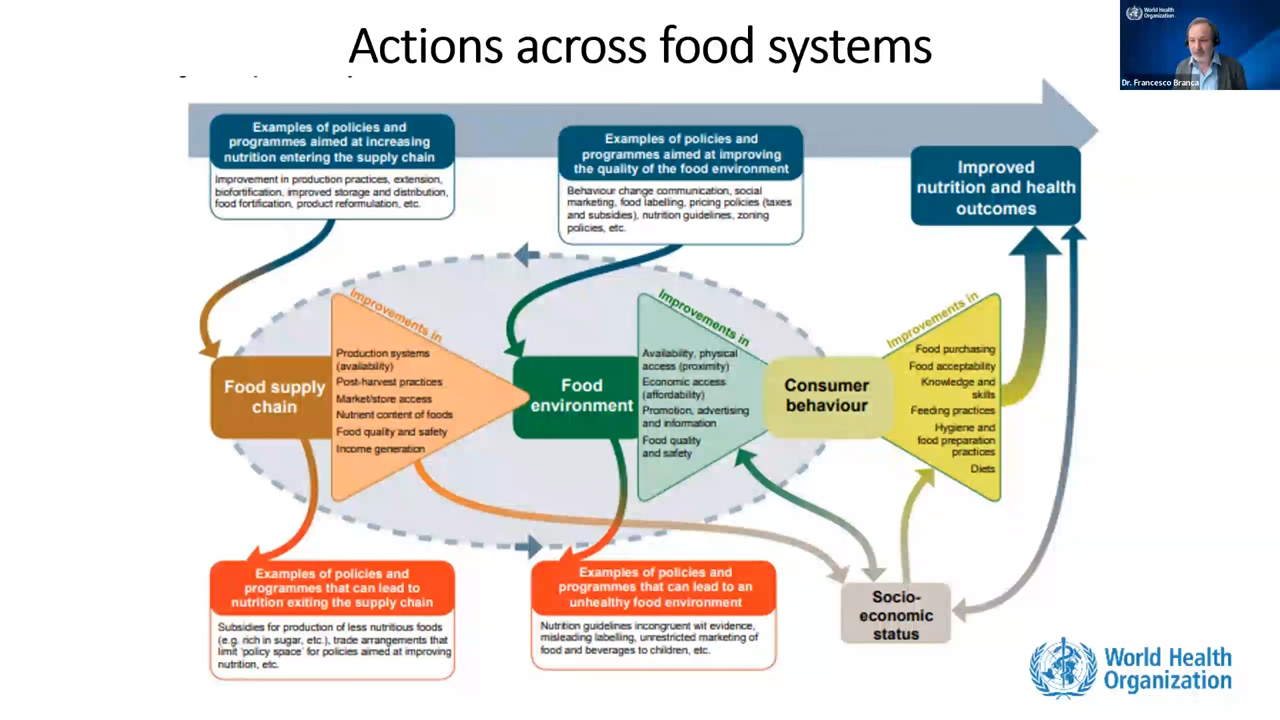 Actions across food systems
World Health
Organization
Dr. Francesco Branca
Examples of policies and
programmes aimed at increasing
nutrition entering the supply chain
Improvement in production practices, extension,
biofortification, improved storage and distribution,
food fortification, product reformulation, etc.
Examples of policies and
programmes aimed at improving
the quality of the food environment
Behaviour change communication, social
marketing, food labelling, pricing policies (taxes
and subsidies), nutrition guidelines, zoning
policies, etc.
Improved
nutrition and health
outcomes
Food supply
chain
Improvements in
Production systems
(availability)
Post-harvest practices
Market/store access
Nutrient content of foods
Food quality and safety
Income generation
Food
environment
Improvements in
Availability, physical
access (proximity)
Economic access
(affordability)
Promotion, advertising
and information
Food quality
and safety
Consumer
behaviour
Improvements in
Food purchasing
Food acceptability
Knowledge and
skills
Feeding practices
Hygiene and
food preparation
practices
Diets
Examples of policies and
programmes that can lead to
nutrition exiting the supply chain
Subsidies for production of less nutritious foods
(e.g. rich in sugar, etc.), trade arrangements that
limit 'policy space' for policies aimed at improving
nutrition, etc.
Examples of policies and
programmes that can lead to an
unhealthy food environment
Nutrition guidelines incongruent wit evidence,
misleading labelling, unrestricted marketing of
food and beverages to children, etc.
Socio-
economic
status
World Health
Organization